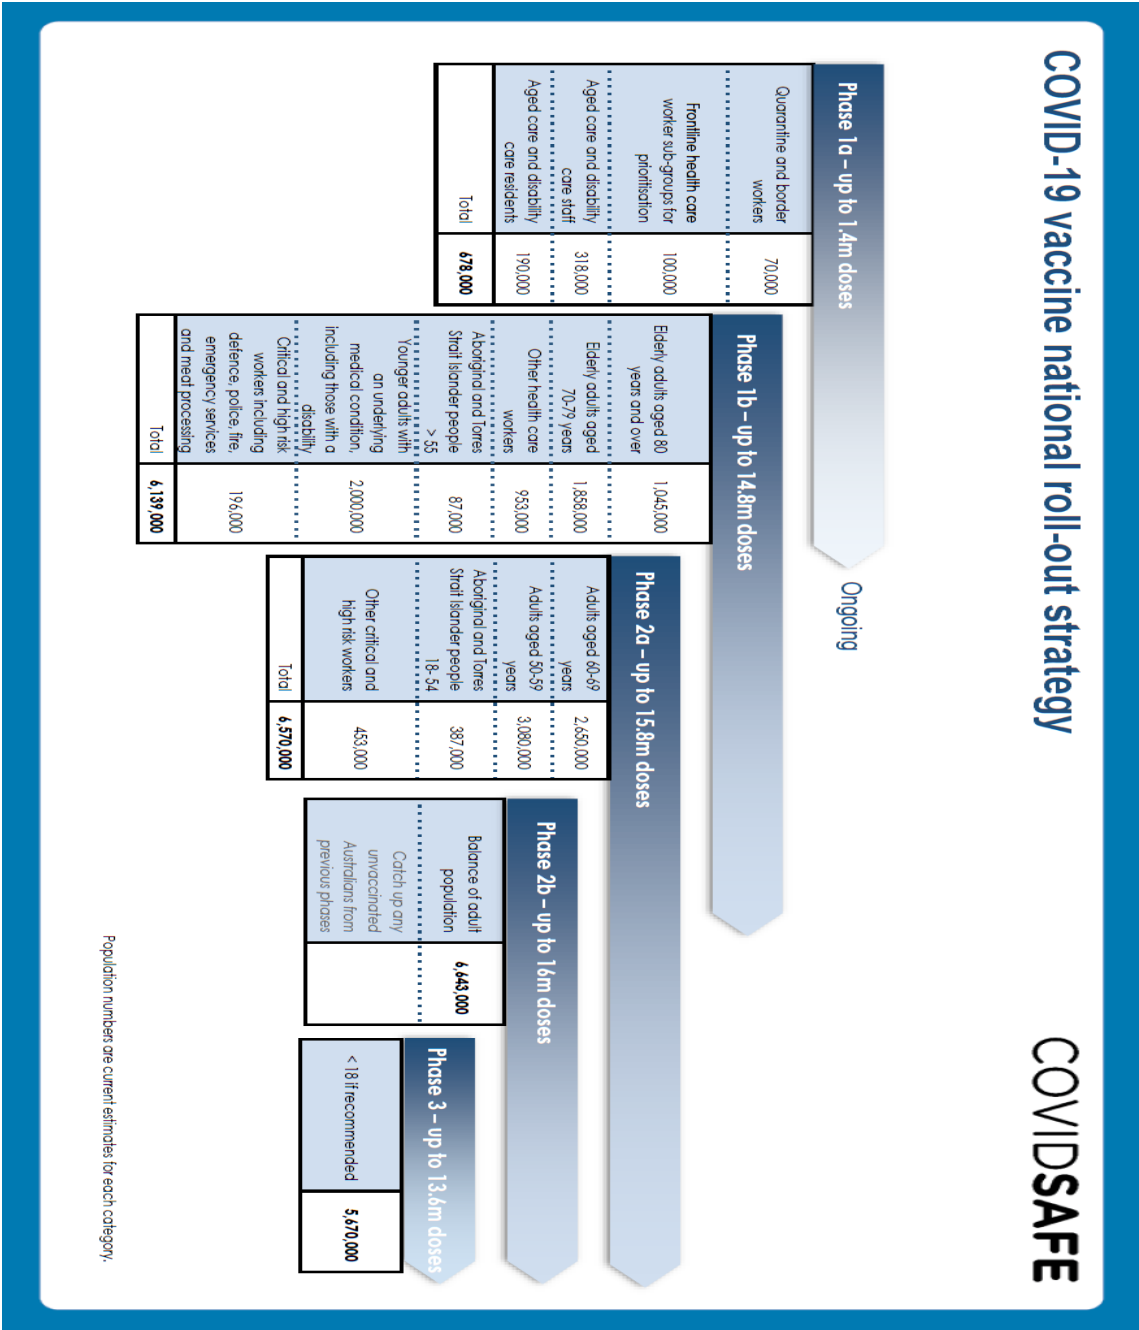 COVID-19 vaccine national roll-out strategy
COVIDSAFE
Phase 1a – up to 1.4m doses
Ongoing
Quarantine and border
workers
70,000
Frontline health care
worker sub-groups for
prioritisation
100,000
Aged care and disability
care staff
318,000
Aged care and disability
care residents
190,000
Total
678,000
Phase 1b – up to 14.8m doses
Elderly adults aged 80
years and over
1,045,000
Elderly adults aged
70-79 years
1,858,000
Other health care
workers
953,000
Aboriginal and Torres
Strait Islander people
> 55
87,000
Younger adults with
an underlying
medical condition,
including those with a
disability
2,000,000
Critical and high risk
workers including
defence, police, fire,
emergency services
and meat processing
196,000
Total
6,139,000
Phase 2a – up to 15.8m doses
Adults aged 60-69
years
2,650,000
Adults aged 50-59
years
3,080,000
Aboriginal and Torres
Strait Islander people
18- 54
387,000
Other critical and
high risk workers
453,000
Total
6,570,000
Phase 2b – up to 16m doses
Balance of adult
population
6,643,000
Catch up any
unvaccinated
Australians from
previous phases
Phase 3 – up to 13.6m doses
< 18 if recommended
5,670,000
Population numbers are current estimates for each category.